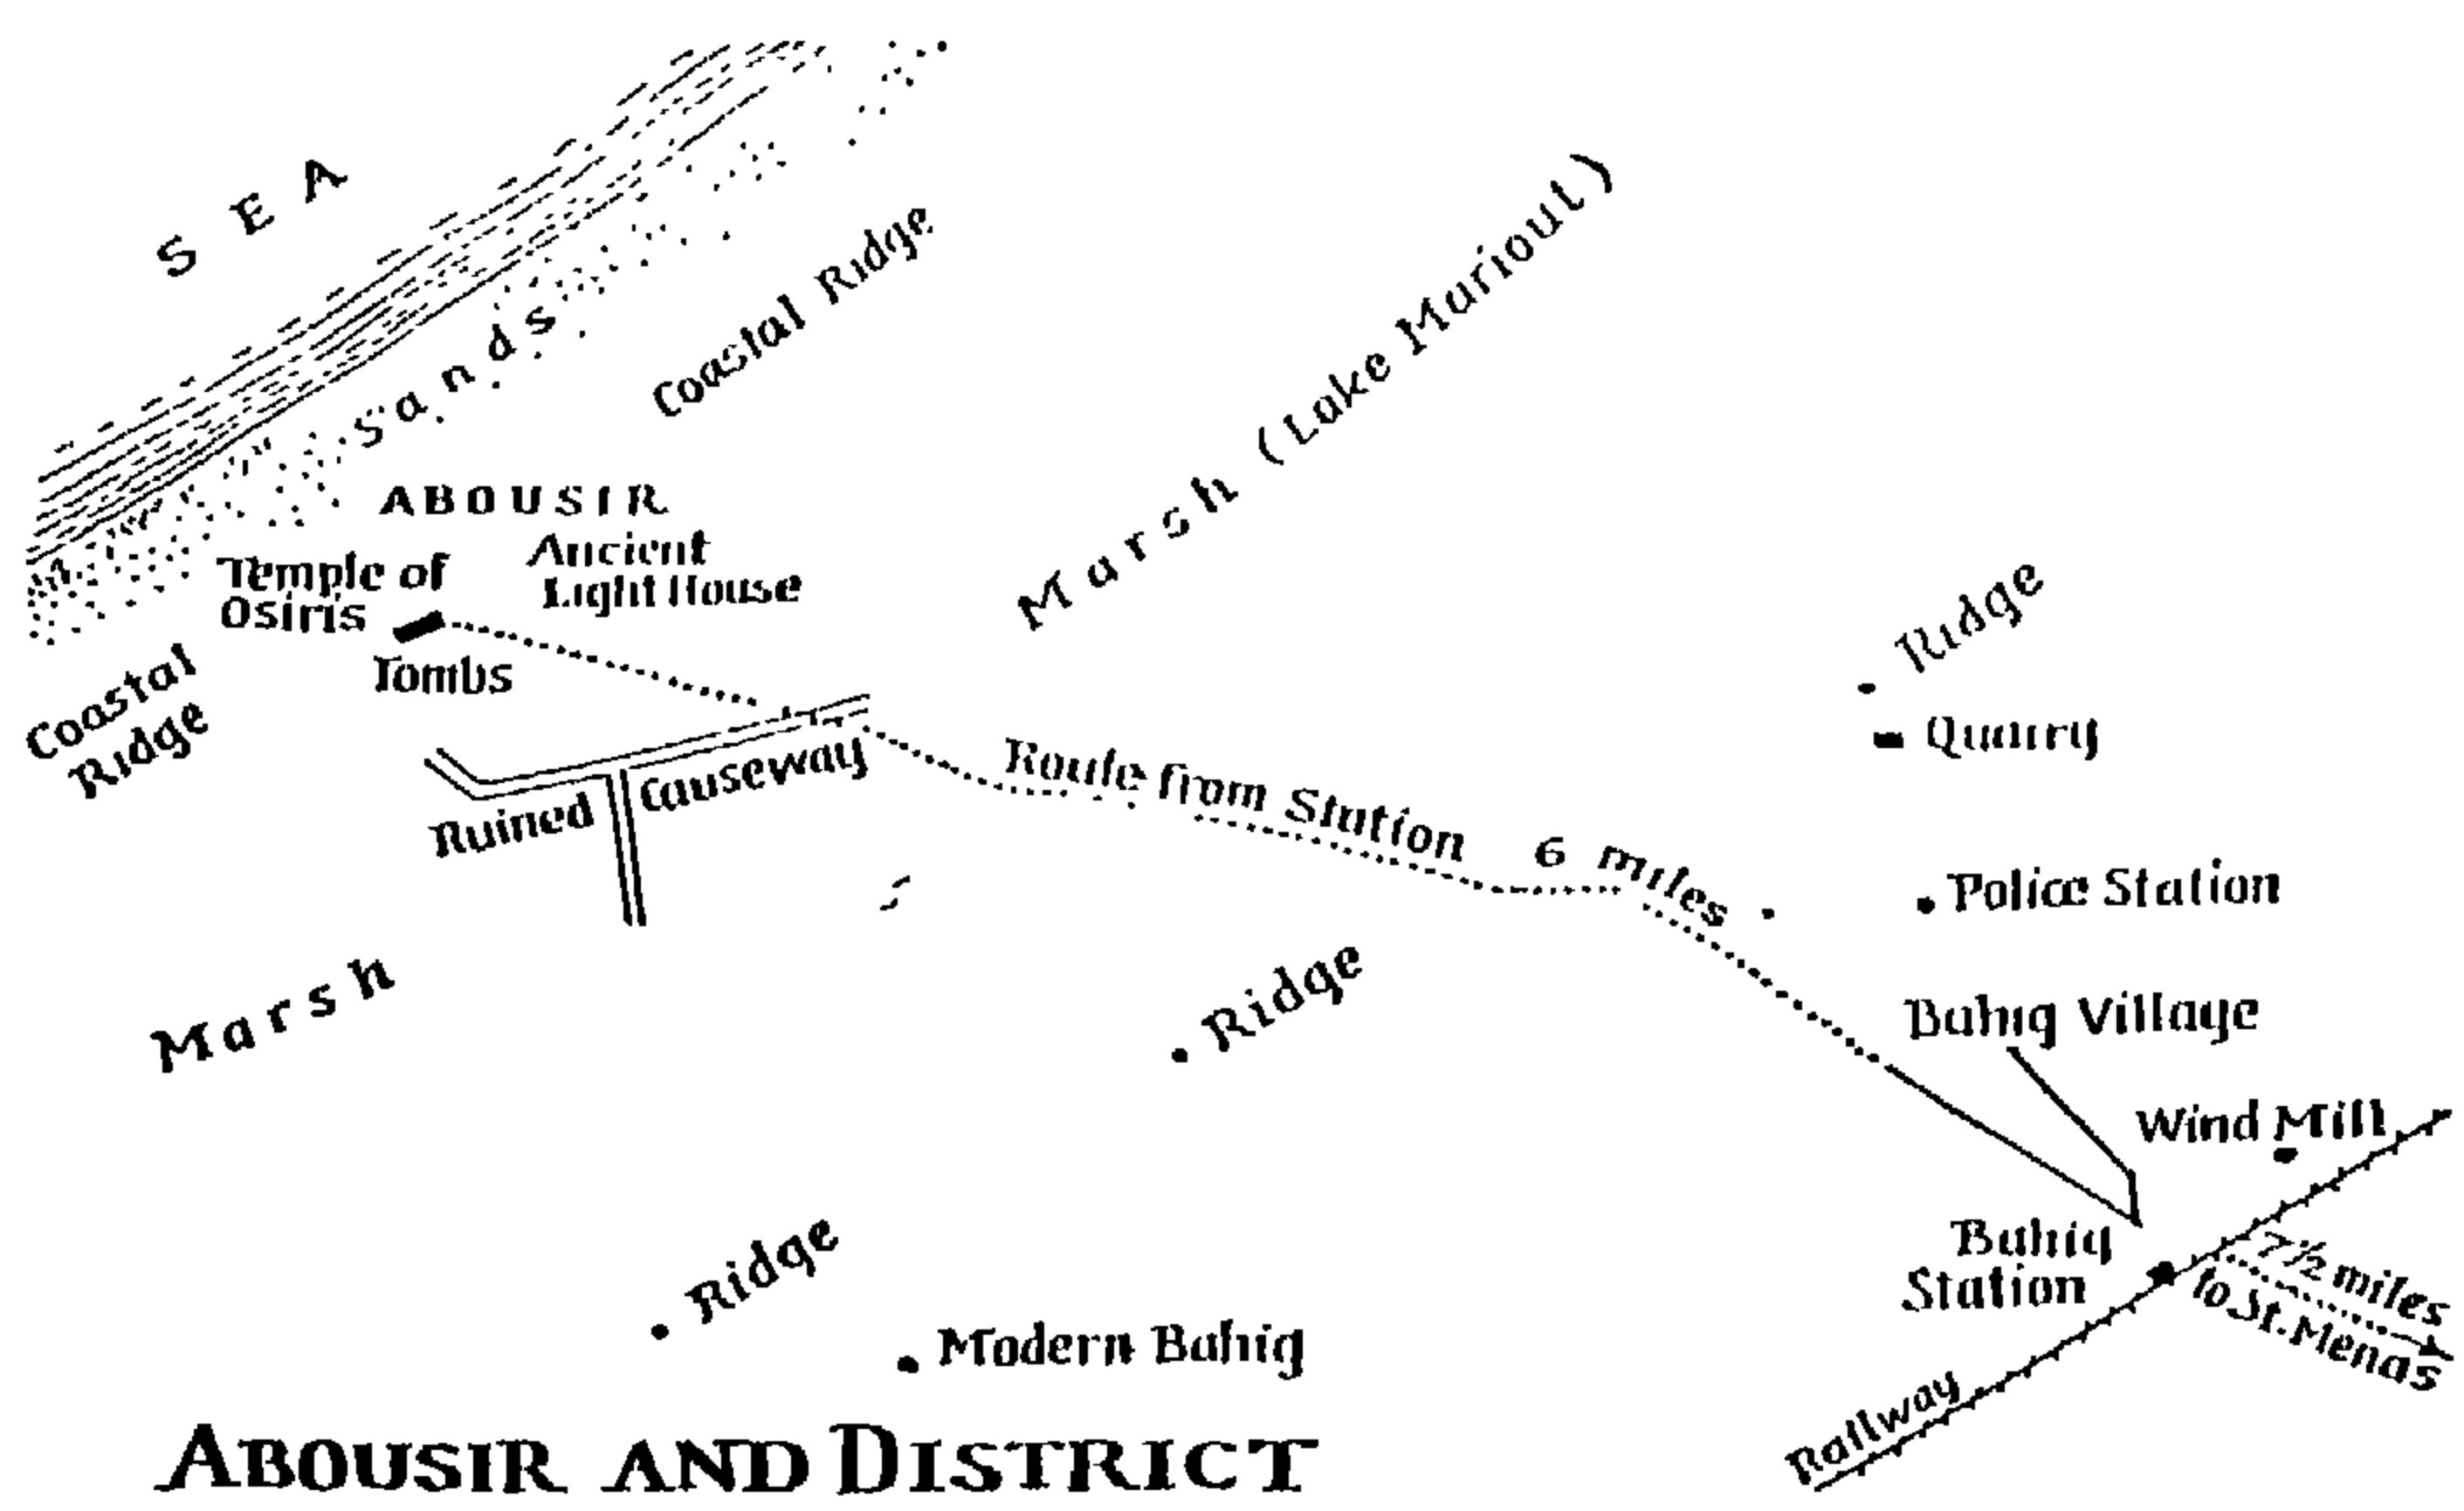 SEA
Sands
Coastal Ridge
Marsh (Lake Mariout)
ABOUSIR
Temple of
Osiris
Ancient
Light House
Tombs
Coastal
Ridge
Ridge
Quarry
Ruined Causeway
Route from Station 6 miles
Police Station
Marsh
Ridge
Bahig Village
Wind Mill
Bahig
Station
7½ miles
to St. Menas
Ridge
Modern Bahig
Railway
ABOUSIR AND DISTRICT